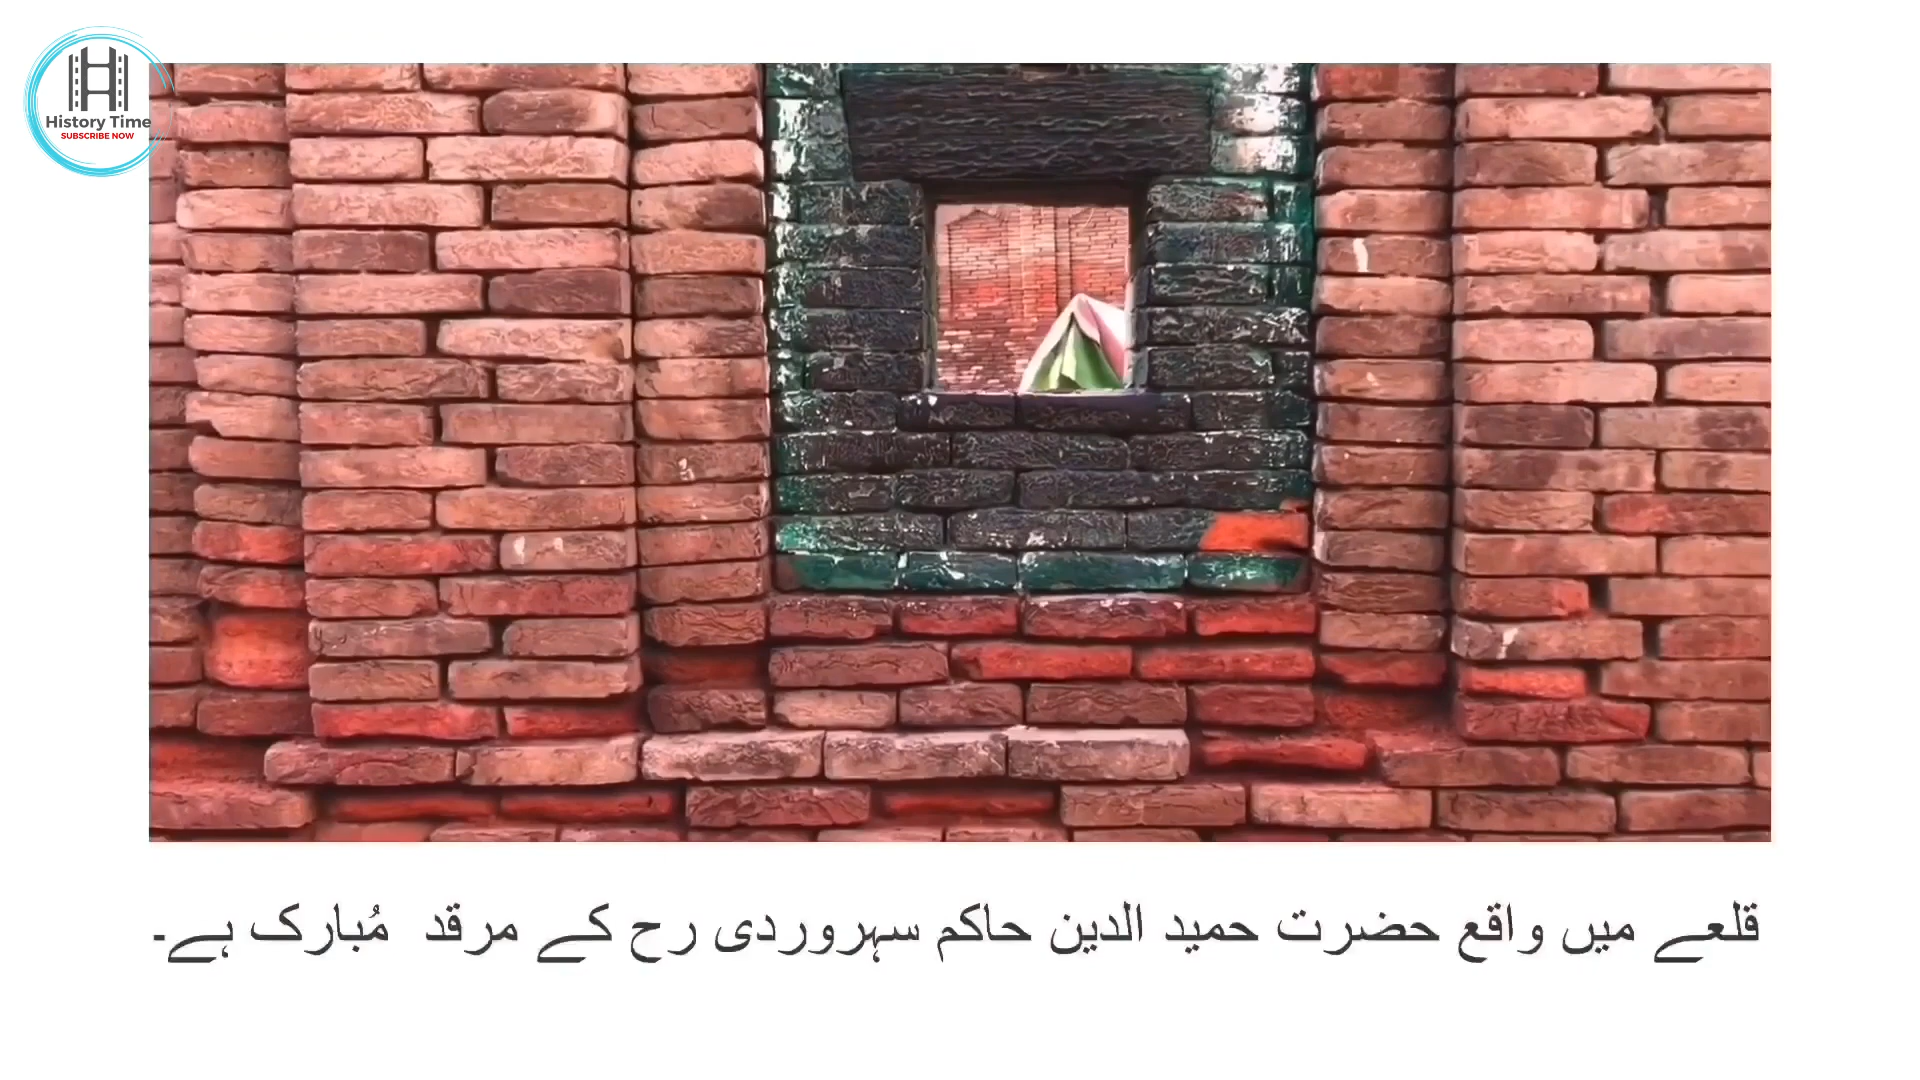 History Time
SUBSCRIBE NOW
قلعے میں واقع حضرت حمید الدین حاکم سہروردی رح کے مرقد مُبارک ہے۔